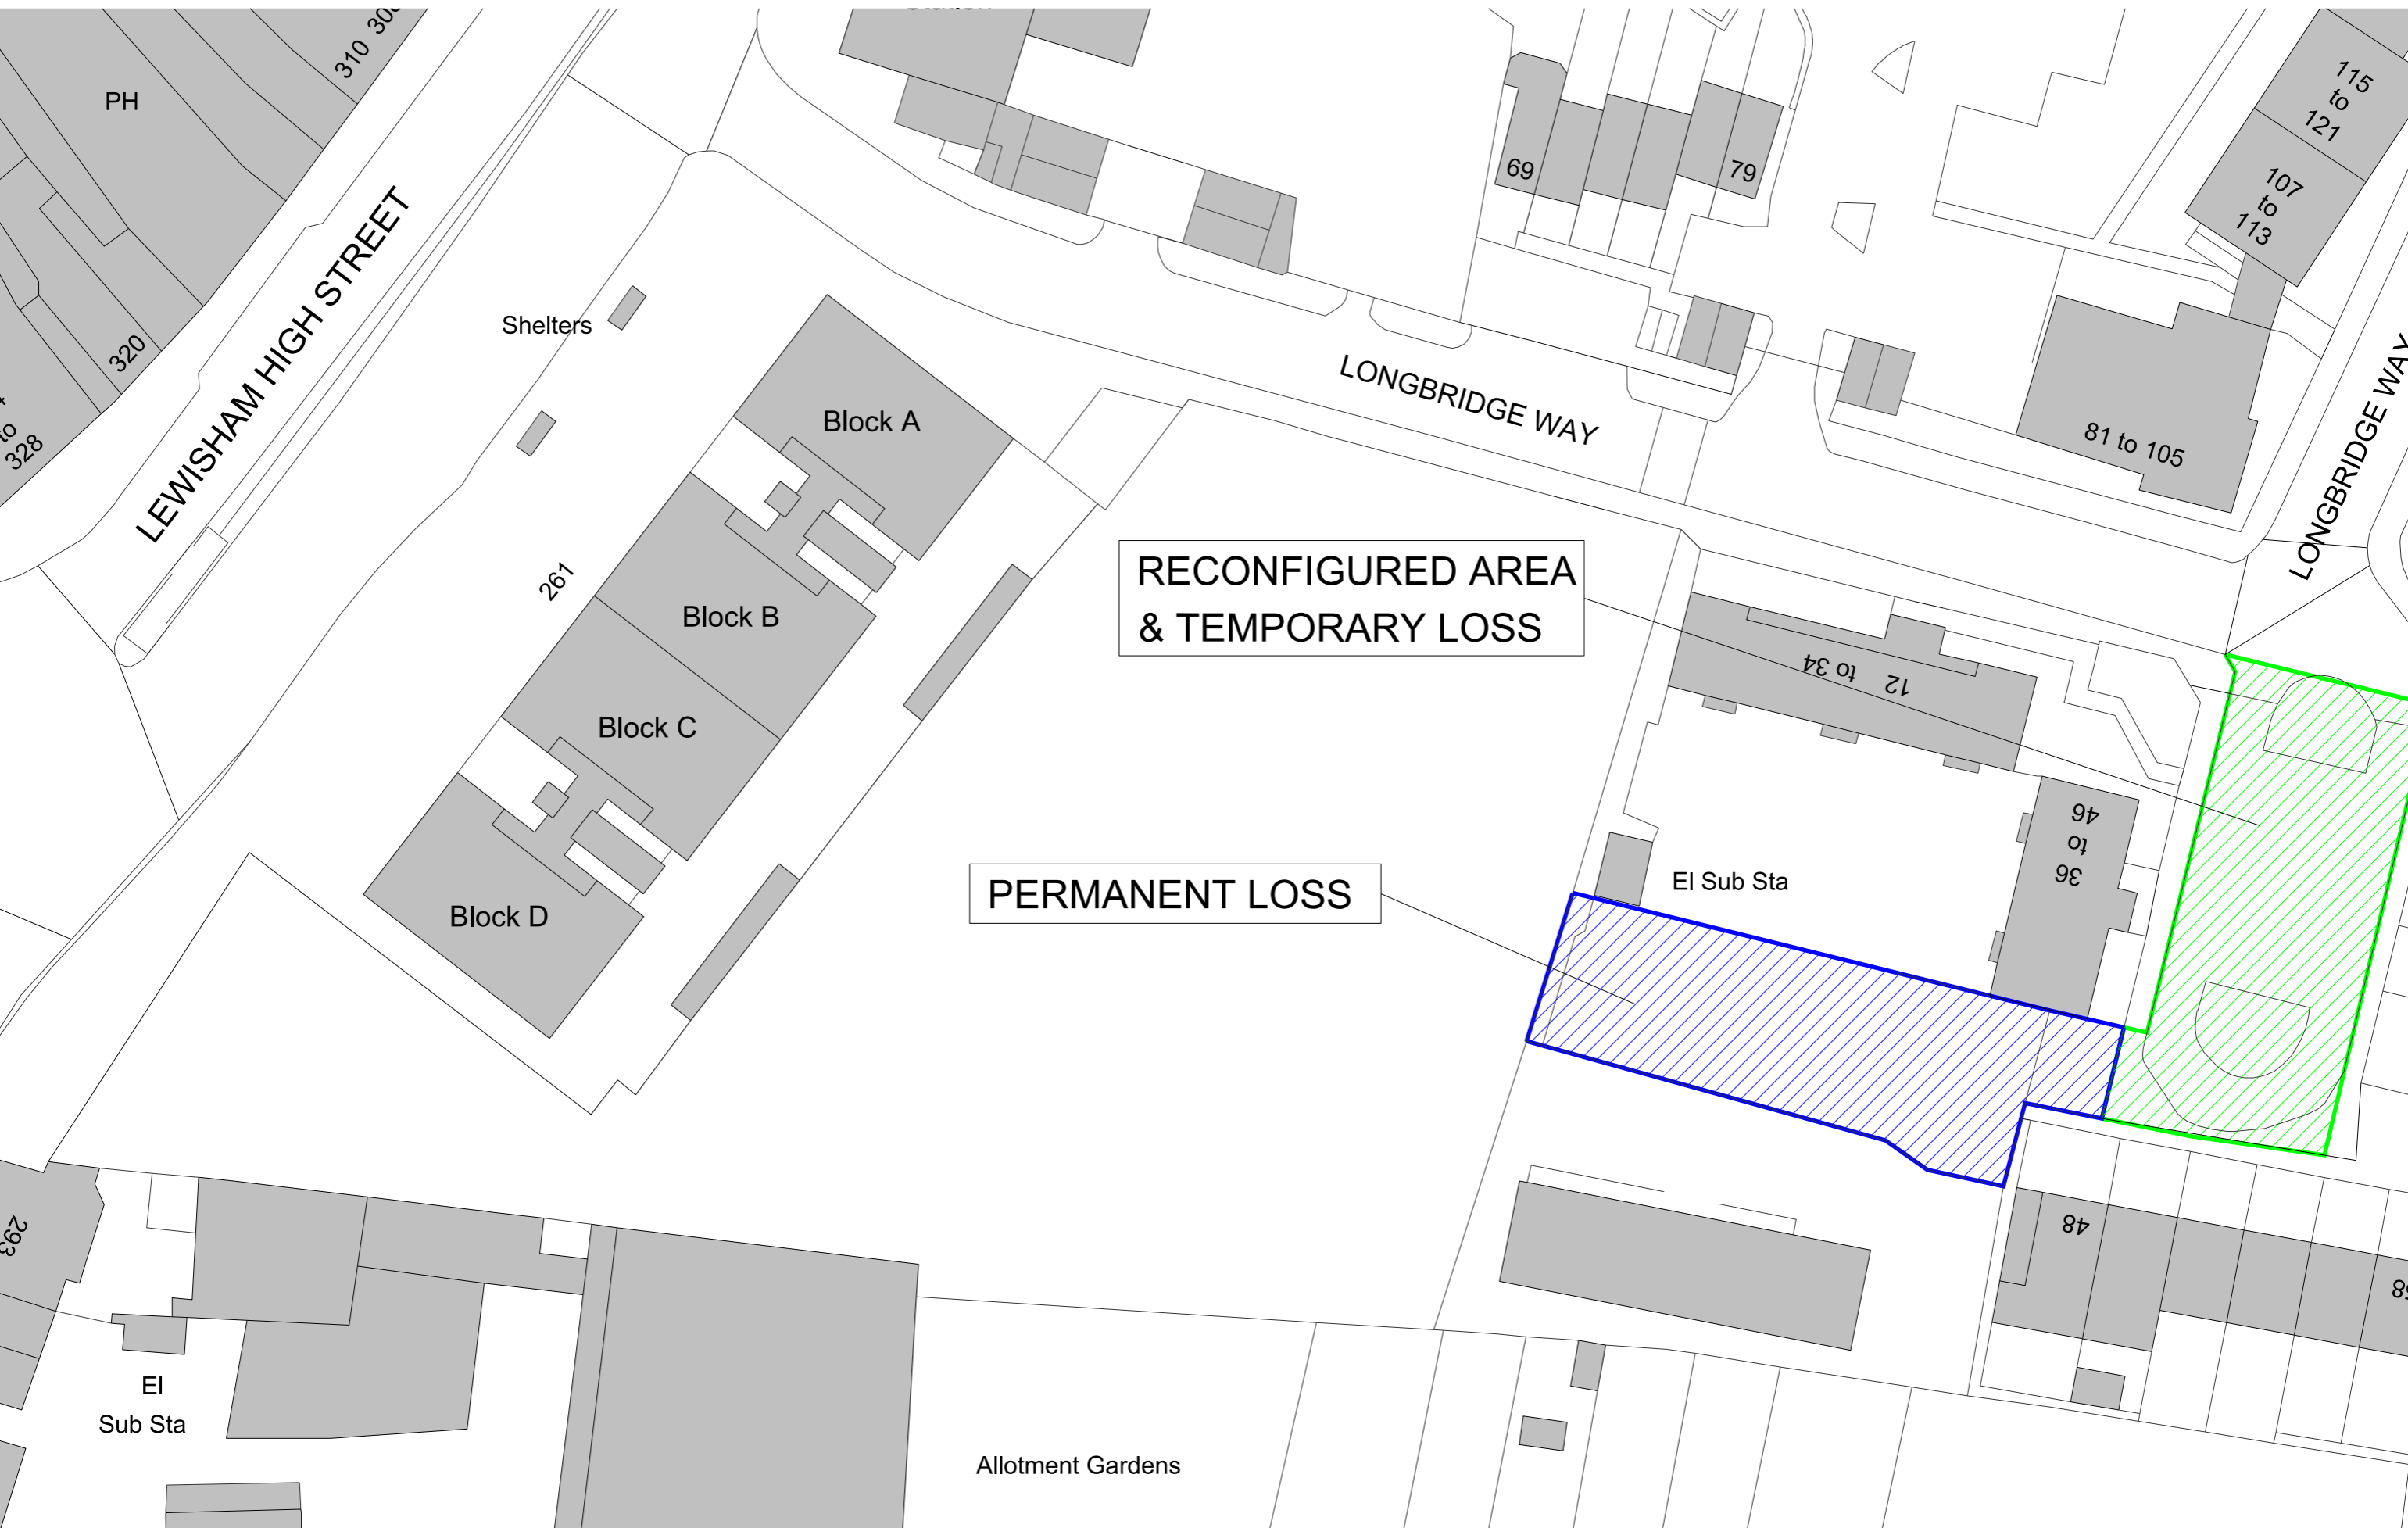 PH
310
LEWISHAM HIGH STREET
320
to
328
Shelters
261
Block A
Block B
Block C
Block D
69
79
115
to
121
107
to
113
81 to 105
LONGBRIDGE WAY
LONGBRIDGE WAY
RECONFIGURED AREA
& TEMPORARY LOSS
12 to 34
36
to
46
El Sub Sta
PERMANENT LOSS
48
293
El
Sub Sta
Allotment Gardens